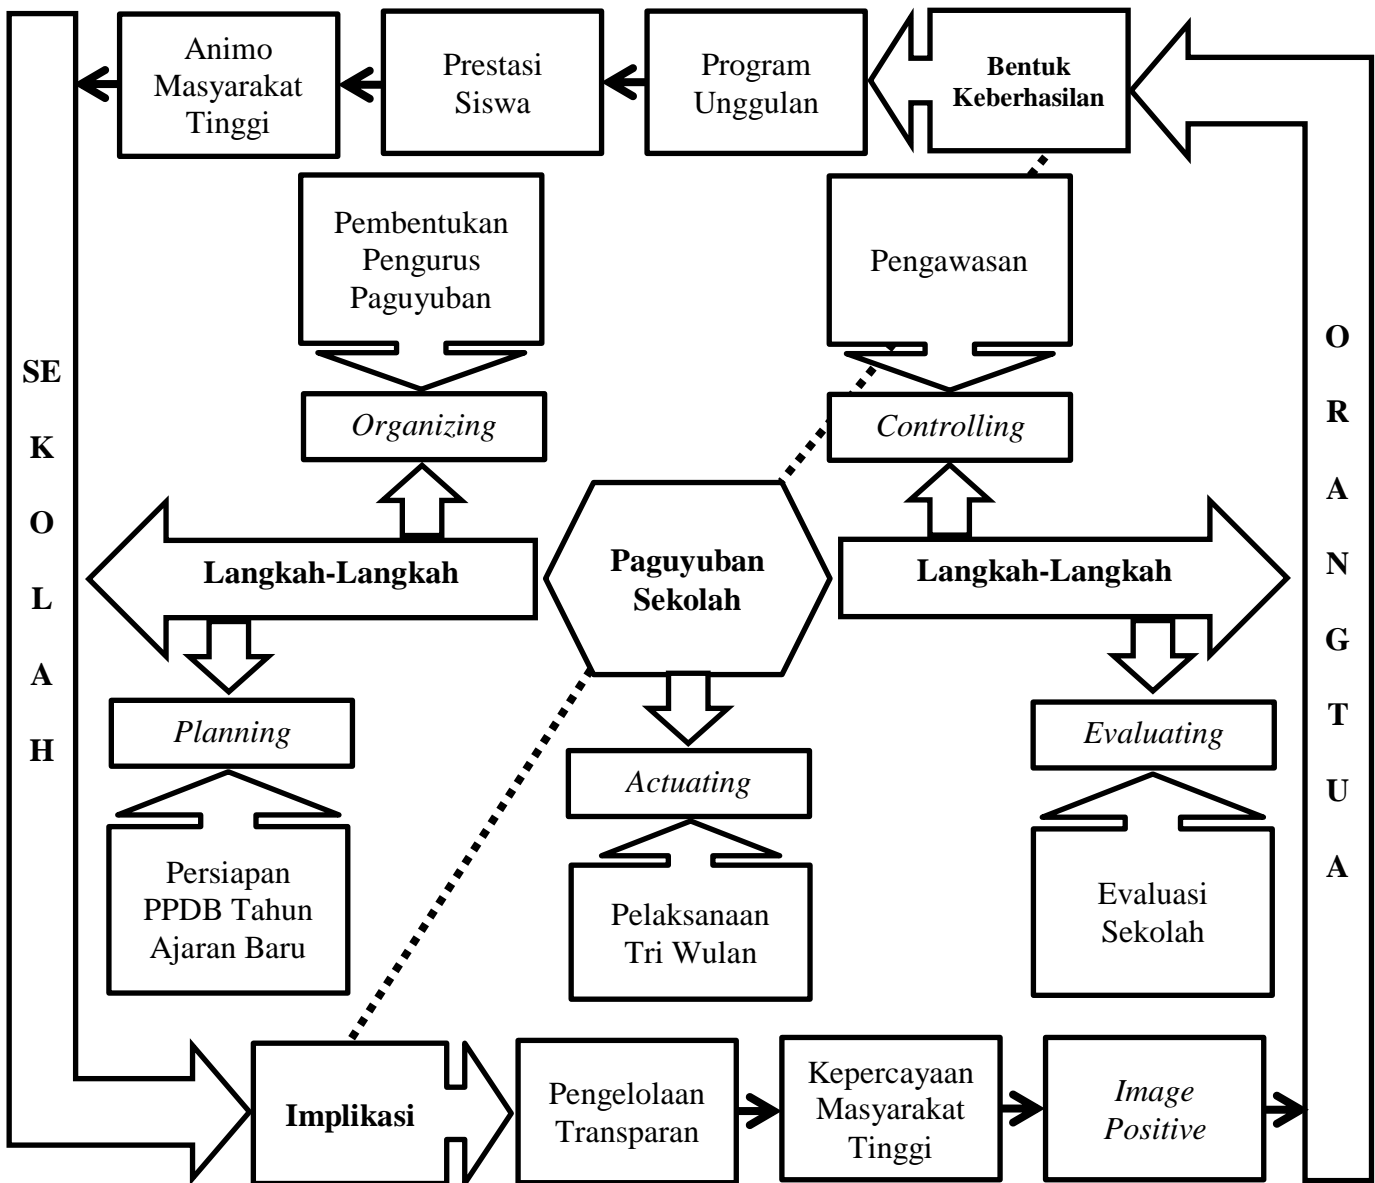 Animo
Masyarakat
Tinggi
Prestasi
Siswa
Program
Unggulan
Bentuk
Keberhasilan
Pembentukan
Pengurus
Paguyuban
Pengawasan
SE
K
O
L
A
H
O
R
A
N
G
T
U
A
Organizing
Controlling
Langkah-Langkah
Paguyuban
Sekolah
Langkah-Langkah
Planning
Actuating
Evaluating
Persiapan
PPDB Tahun
Ajaran Baru
Pelaksanaan
Tri Wulan
Evaluasi
Sekolah
Implikasi
Pengelolaan
Transparan
Kepercayaan
Masyarakat
Tinggi
Image
Positive